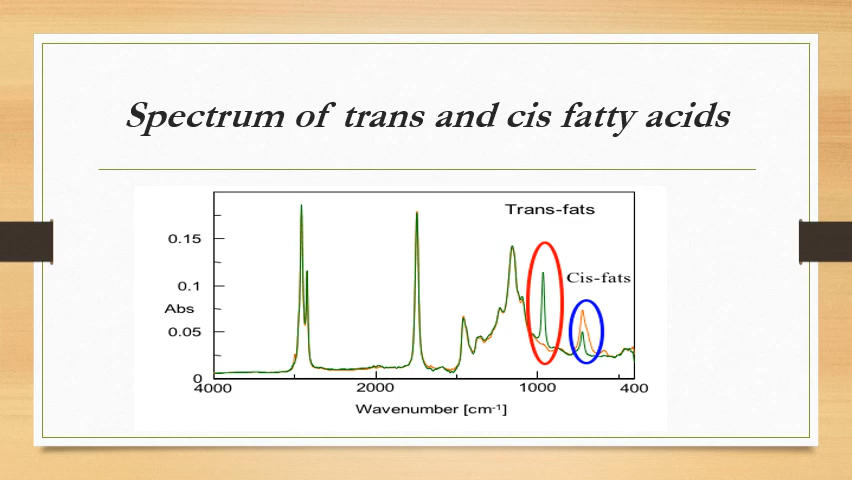 Spectrum of trans and cis fatty acids
Trans-fats
0.15
Cis-fats
0.1
Abs
0.05
0
4000
2000
1000
400
Wavenumber [cm-1]